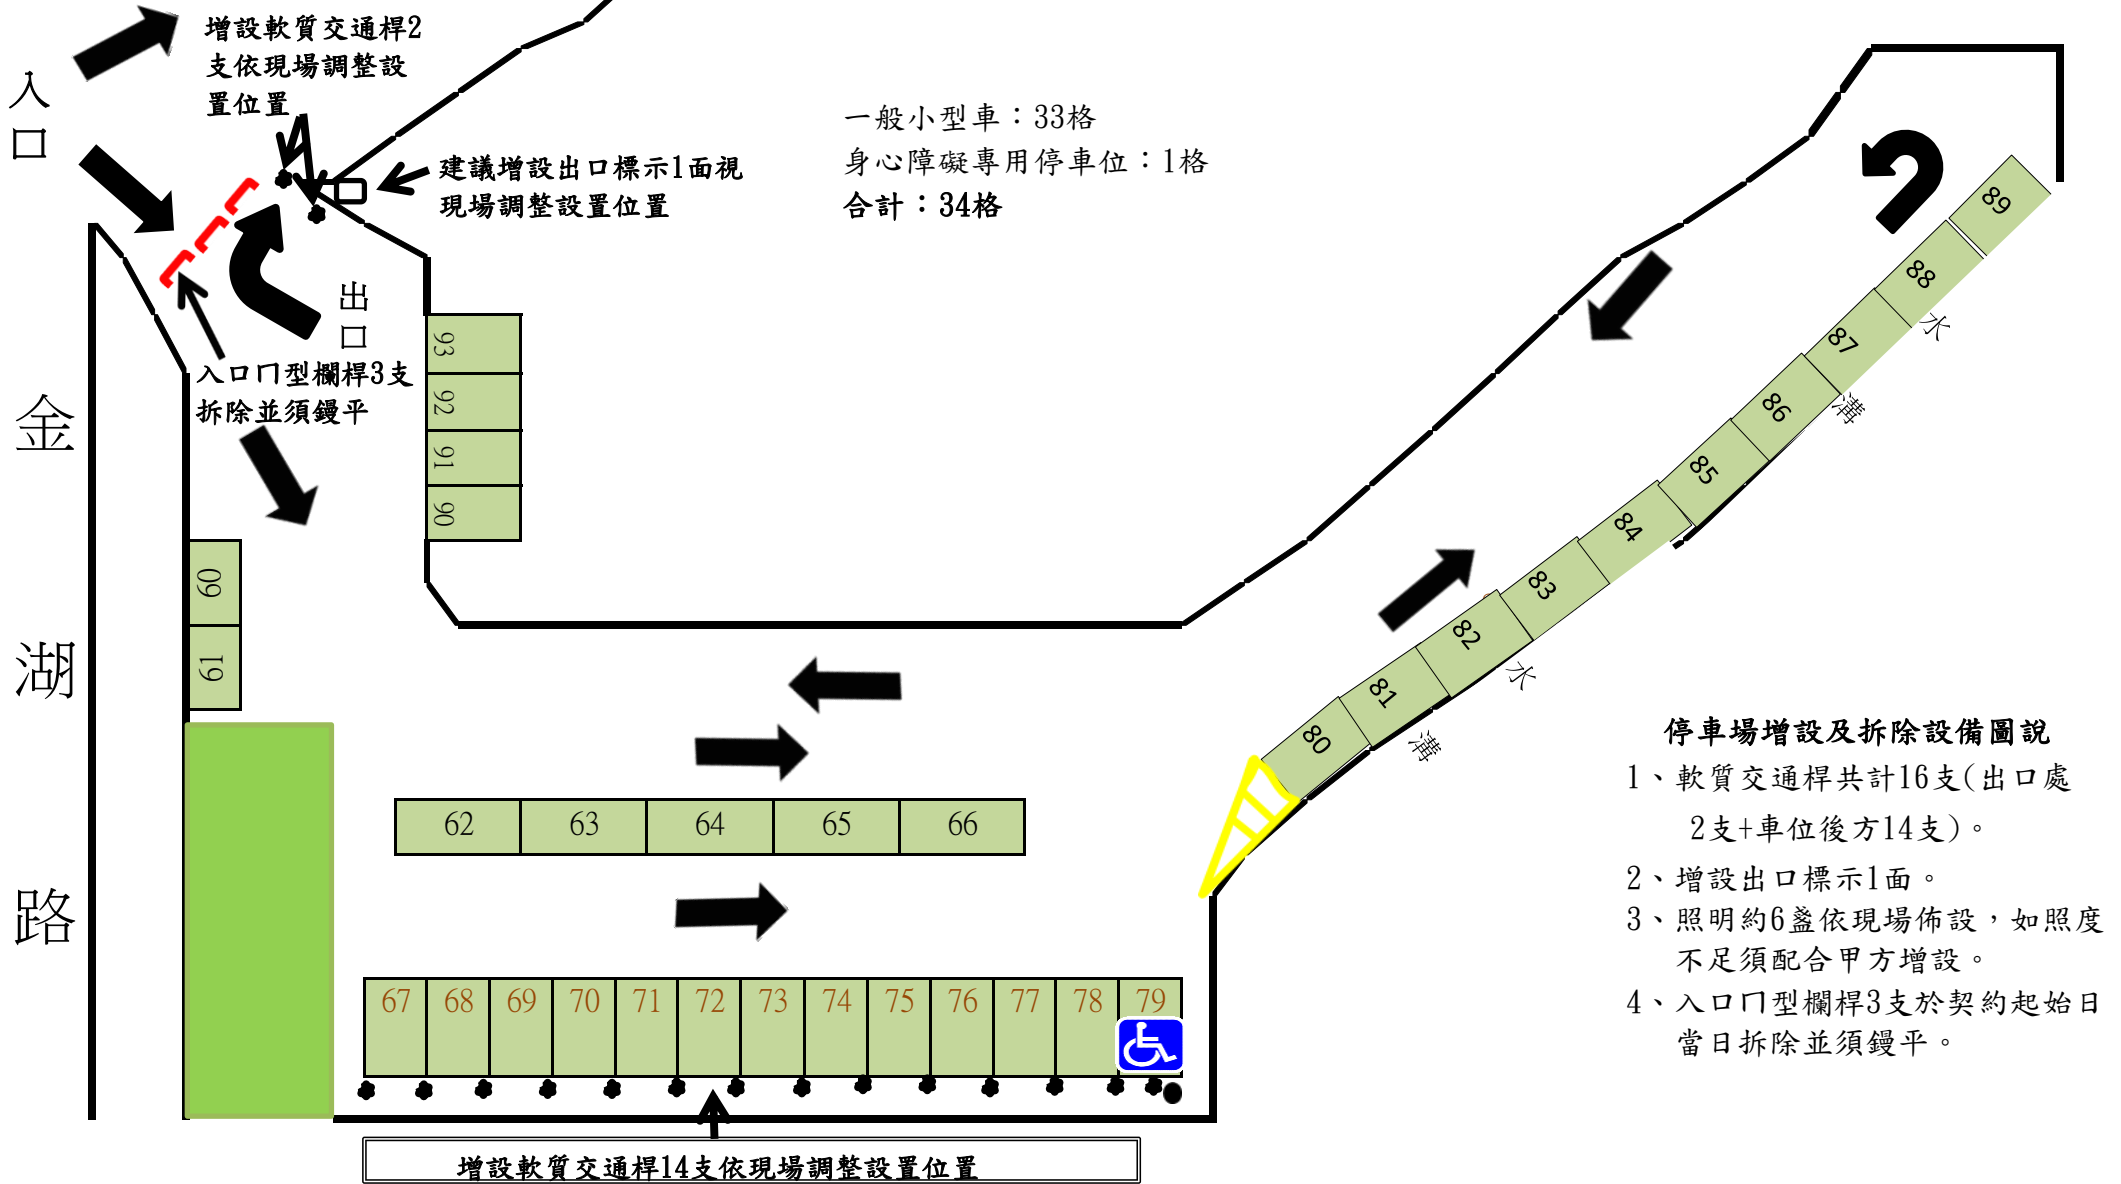 增設軟質交通桿2
支依現場調整設
置位置
入
口
建議增設出口標示1面視
現場調整設置位置
一般小型車：33格
身心障礙專用停車位：1格
合計：34格
出
口
入口冂型欄桿3支
拆除並須鏝平
金
湖
路
93
92
91
90
60
61
62 63 64 65 66
67 68 69 70 71 72 73 74 75 76 77 78 79
80
81
82
83
84
85
86
87
88
89
水
溝
水
溝
增設軟質交通桿14支依現場調整設置位置
停車場增設及拆除設備圖說
1、軟質交通桿共計16支(出口處
2支+車位後方14支)。
2、增設出口標示1面。
3、照明約6盞依現場佈設，如照度
不足須配合甲方增設。
4、入口冂型欄桿3支於契約起始日
當日拆除並須鏝平。